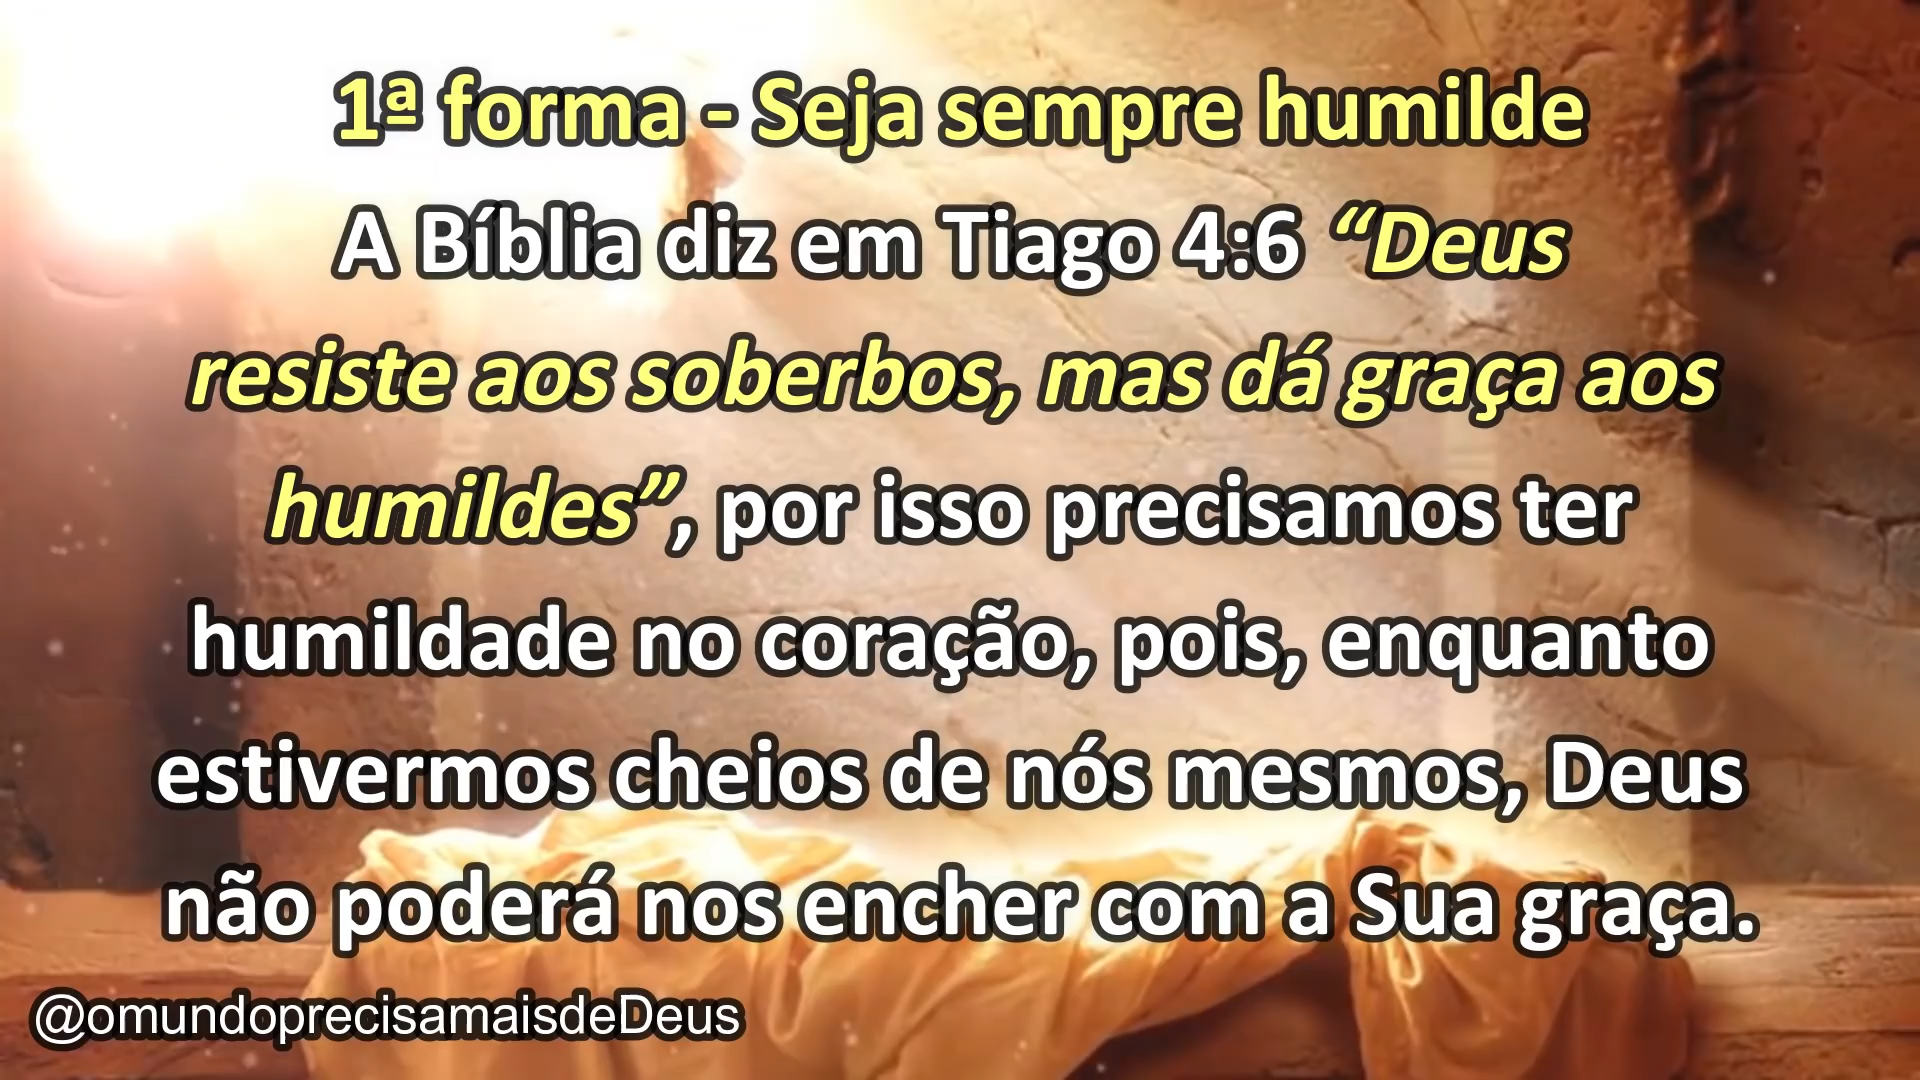 1ª forma - Seja sempre humilde
A Bíblia diz em Tiago 4:6 “Deus
resiste aos soberbos, mas dá graça aos
humildes”, por isso precisamos ter
humildade no coração, pois, enquanto
estivermos cheios de nós mesmos, Deus
não poderá nos encher com a Sua graça.
@omundoprecisamaisdeDeus